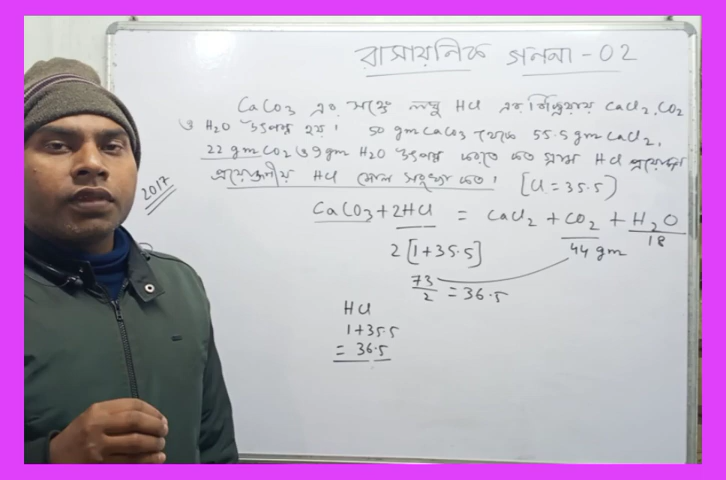 রাসায়নিক গননা - 02
CaCO3 এর সঙ্গে লঘু HCl এর বিক্রিয়ায় CaCl2, CO2
ও H2O উৎপন্ন হয়। 50 gm CaCO3 থেকে 55.5 gm CaCl2,
22 gm CO2 ও 9 gm H2O উৎপন্ন করতে কত গ্রাম HCl
প্রয়োজনীয় HCl মোল সংখ্যা কত। [Cl = 35.5)
2017
CaCO3 + 2HCl = CaCl2 + CO2 + H2O
2 [1+35.5] 44 gm 18
73/2 = 36.5
HCl
1+35.5
= 36.5